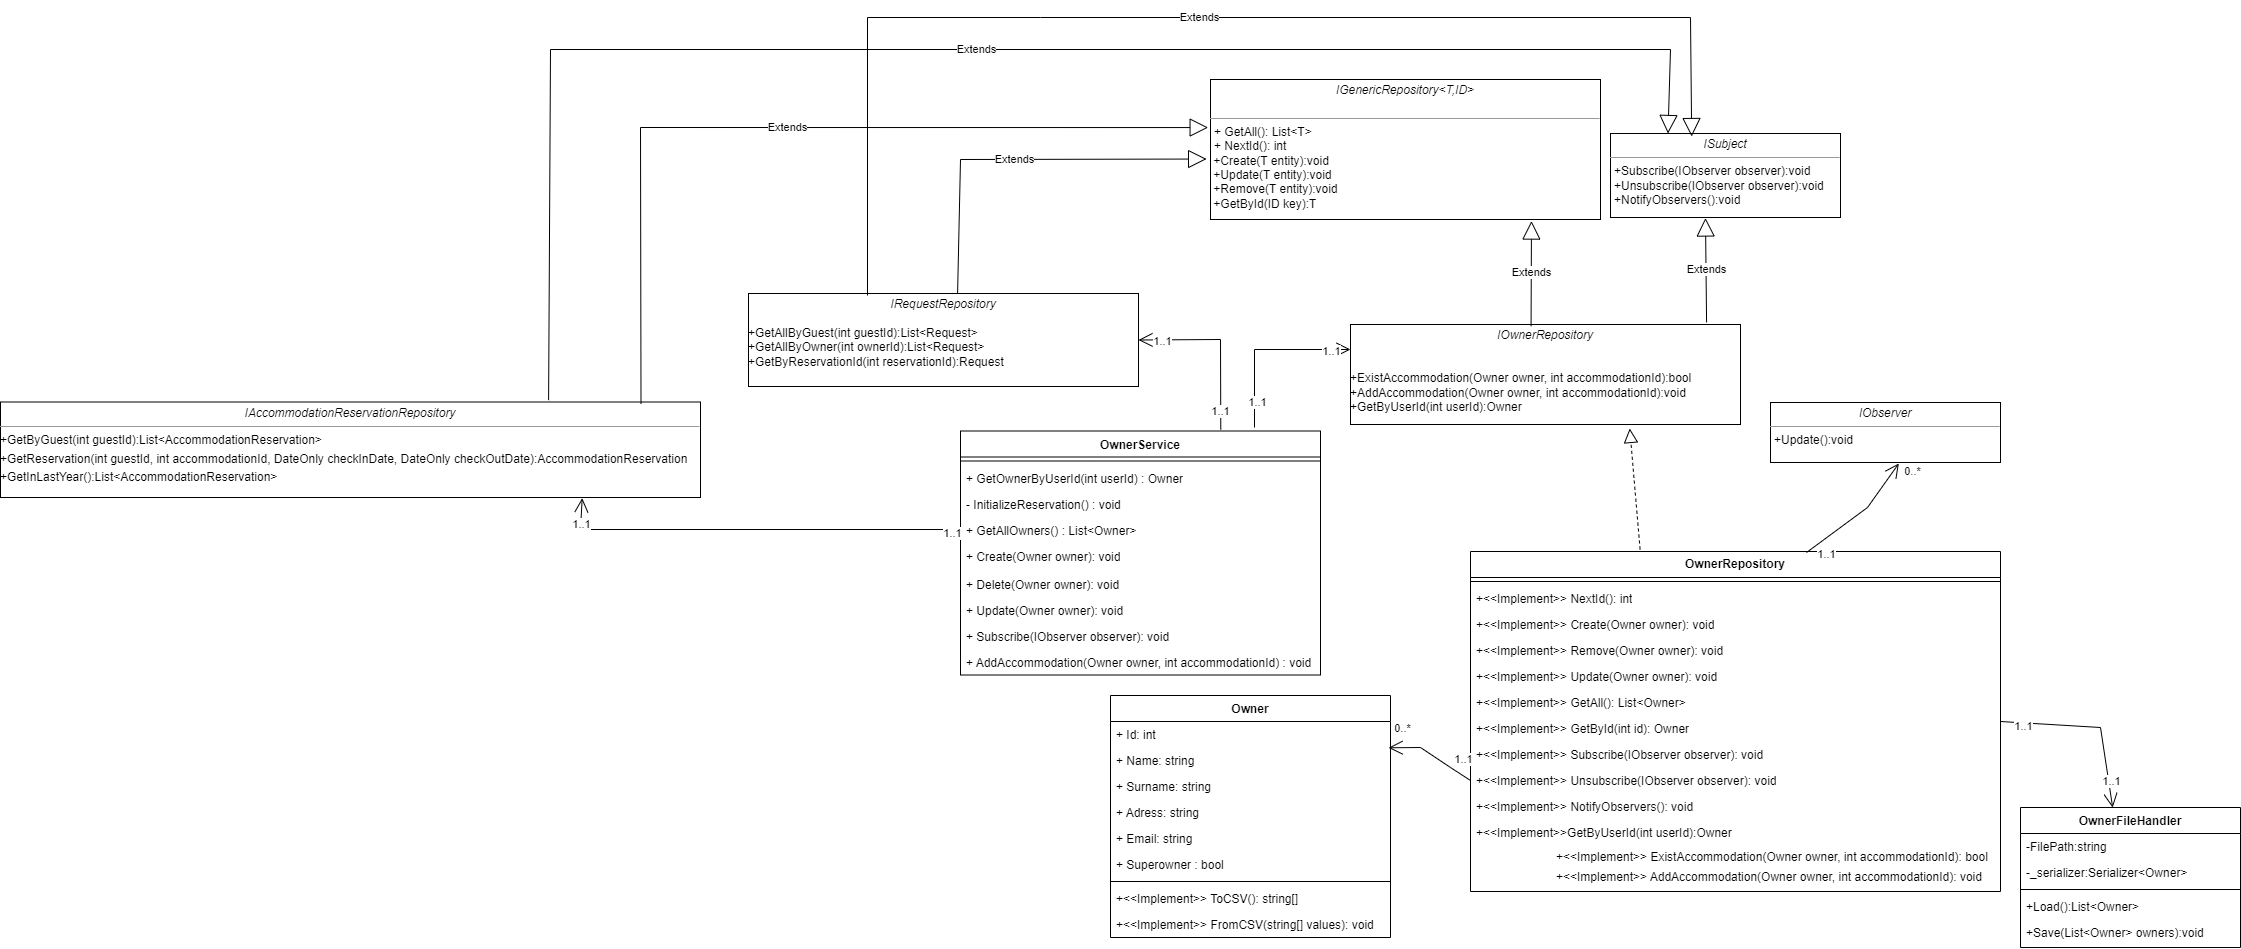 Extends
Extends
IGenericRepository<T,ID>
+ GetAll(): List<T>
+ NextId(): int
+Create(T entity):void
+Update(T entity):void
+Remove(T entity):void
+GetById(ID key):T
Extends
Extends
ISubject
+Subscribe(IObserver observer):void
+Unsubscribe(IObserver observer):void
+NotifyObservers():void
Extends
Extends
IRequestRepository
+GetAllByGuest(int guestId):List<Request>
+GetAllByOwner(int ownerId):List<Request>
+GetByReservationId(int reservationId):Request
1..1
1..1
1..1
1..1
IOwnerRepository
+ExistAccommodation(Owner owner, int accommodationId):bool
+AddAccommodation(Owner owner, int accommodationId):void
+GetByUserId(int userId):Owner
IAccommodationReservationRepository
+GetByGuest(int guestId):List<AccommodationReservation>
+GetReservation(int guestId, int accommodationId, DateOnly checkInDate, DateOnly checkOutDate):AccommodationReservation
+GetInLastYear():List<AccommodationReservation>
1..1
1..1
IObserver
+Update():void
0..*
1..1
OwnerService
+ GetOwnerByUserId(int userId) : Owner
- InitializeReservation() : void
+ GetAllOwners() : List<Owner>
+ Create(Owner owner): void
+ Delete(Owner owner): void
+ Update(Owner owner): void
+ Subscribe(IObserver observer): void
+ AddAccommodation(Owner owner, int accommodationId) : void
OwnerRepository
+<<Implement>> NextId(): int
+<<Implement>> Create(Owner owner): void
+<<Implement>> Remove(Owner owner): void
+<<Implement>> Update(Owner owner): void
+<<Implement>> GetAll(): List<Owner>
+<<Implement>> GetById(int id): Owner
+<<Implement>> Subscribe(IObserver observer): void
+<<Implement>> Unsubscribe(IObserver observer): void
+<<Implement>> NotifyObservers(): void
+<<Implement>>GetByUserId(int userId):Owner
+<<Implement>> ExistAccommodation(Owner owner, int accommodationId): bool
+<<Implement>> AddAccommodation(Owner owner, int accommodationId): void
Owner
+ Id: int
+ Name: string
+ Surname: string
+ Adress: string
+ Email: string
+ Superowner : bool
+<<Implement>> ToCSV(): string[]
+<<Implement>> FromCSV(string[] values): void
0..*
1..1
1..1
1..1
OwnerFileHandler
-FilePath:string
-_serializer:Serializer<Owner>
+Load():List<Owner>
+Save(List<Owner> owners):void